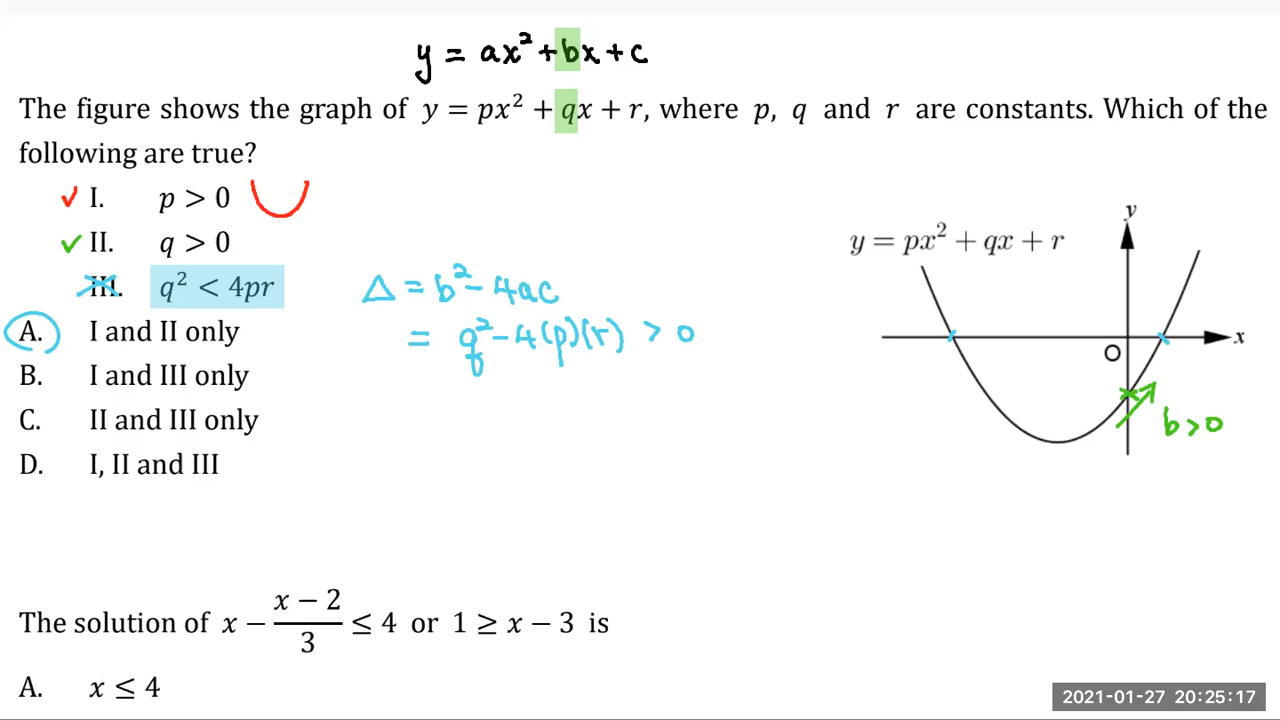 y = ax² + bx + c
The figure shows the graph of y = px² + qx + r, where p, q and r are constants. Which of the
following are true?
✓ I. p > 0
✓ II. q > 0
III. q² < 4pr
Δ = b² - 4ac
A. I and II only
= q² - 4(p)(r) > 0
B. I and III only
C. II and III only
D. I, II and III
y
y = px² + qx + r
x
O
b > 0
The solution of x − (x − 2)/3 ≤ 4 or 1 ≥ x − 3 is
A. x ≤ 4
2021-01-27 20:25:17